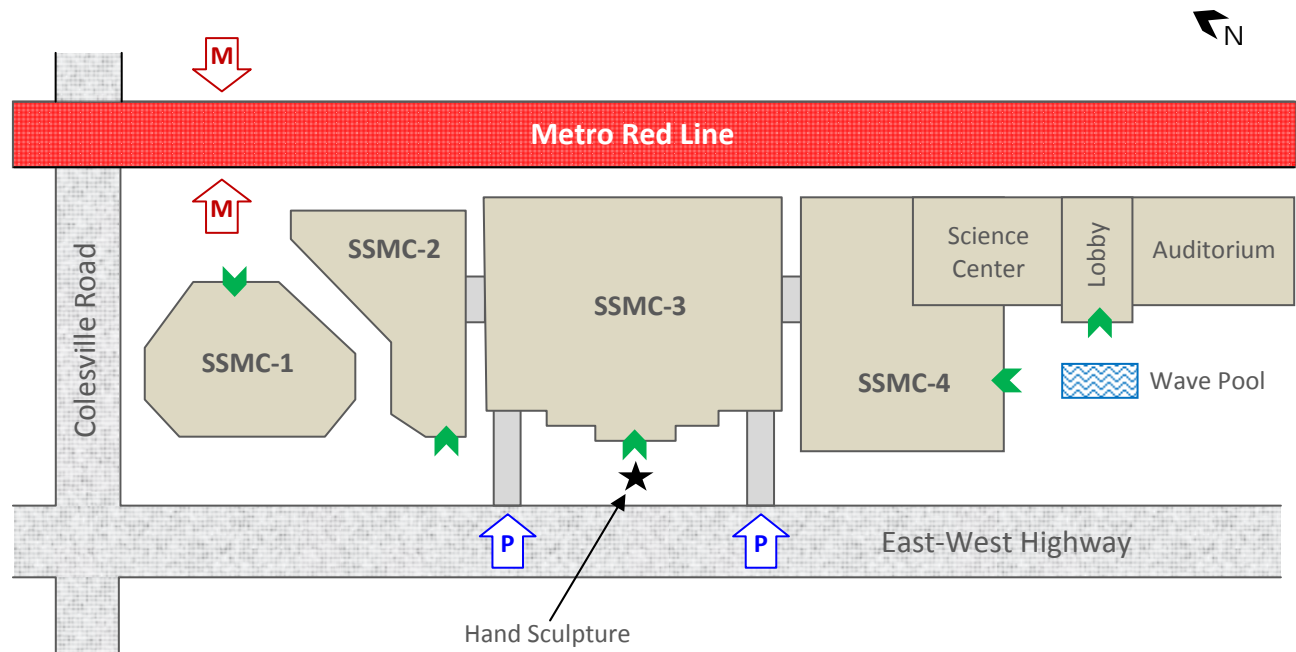 N
M
Metro Red Line
M
Colesville Road
SSMC-1
SSMC-2
SSMC-3
SSMC-4
Science
Center
Lobby
Auditorium
Wave Pool
P
P
East-West Highway
Hand Sculpture